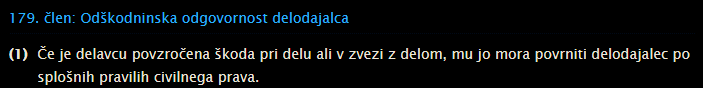 179. člen: Odškodninska odgovornost delodajalca
(1) Če je delavcu povzročena škoda pri delu ali v zvezi z delom, mu jo mora povrniti delodajalec po
splošnih pravilih civilnega prava.